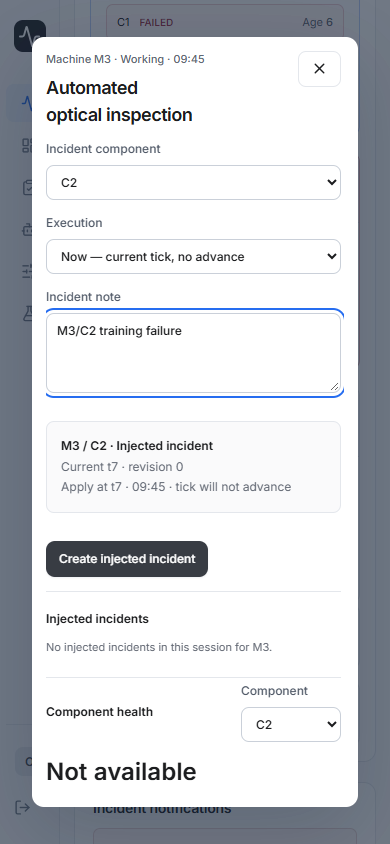 C1 FAILED Age 6
Machine M3 · Working · 09:45
Automated
optical inspection
Incident component
C2
Execution
Now — current tick, no advance
Incident note
M3/C2 training failure
M3 / C2 · Injected incident
Current t7 · revision 0
Apply at t7 · 09:45 · tick will not advance
Create injected incident
Injected incidents
No injected incidents in this session for M3.
Component
Component health
C2
Not available
Incident notifications